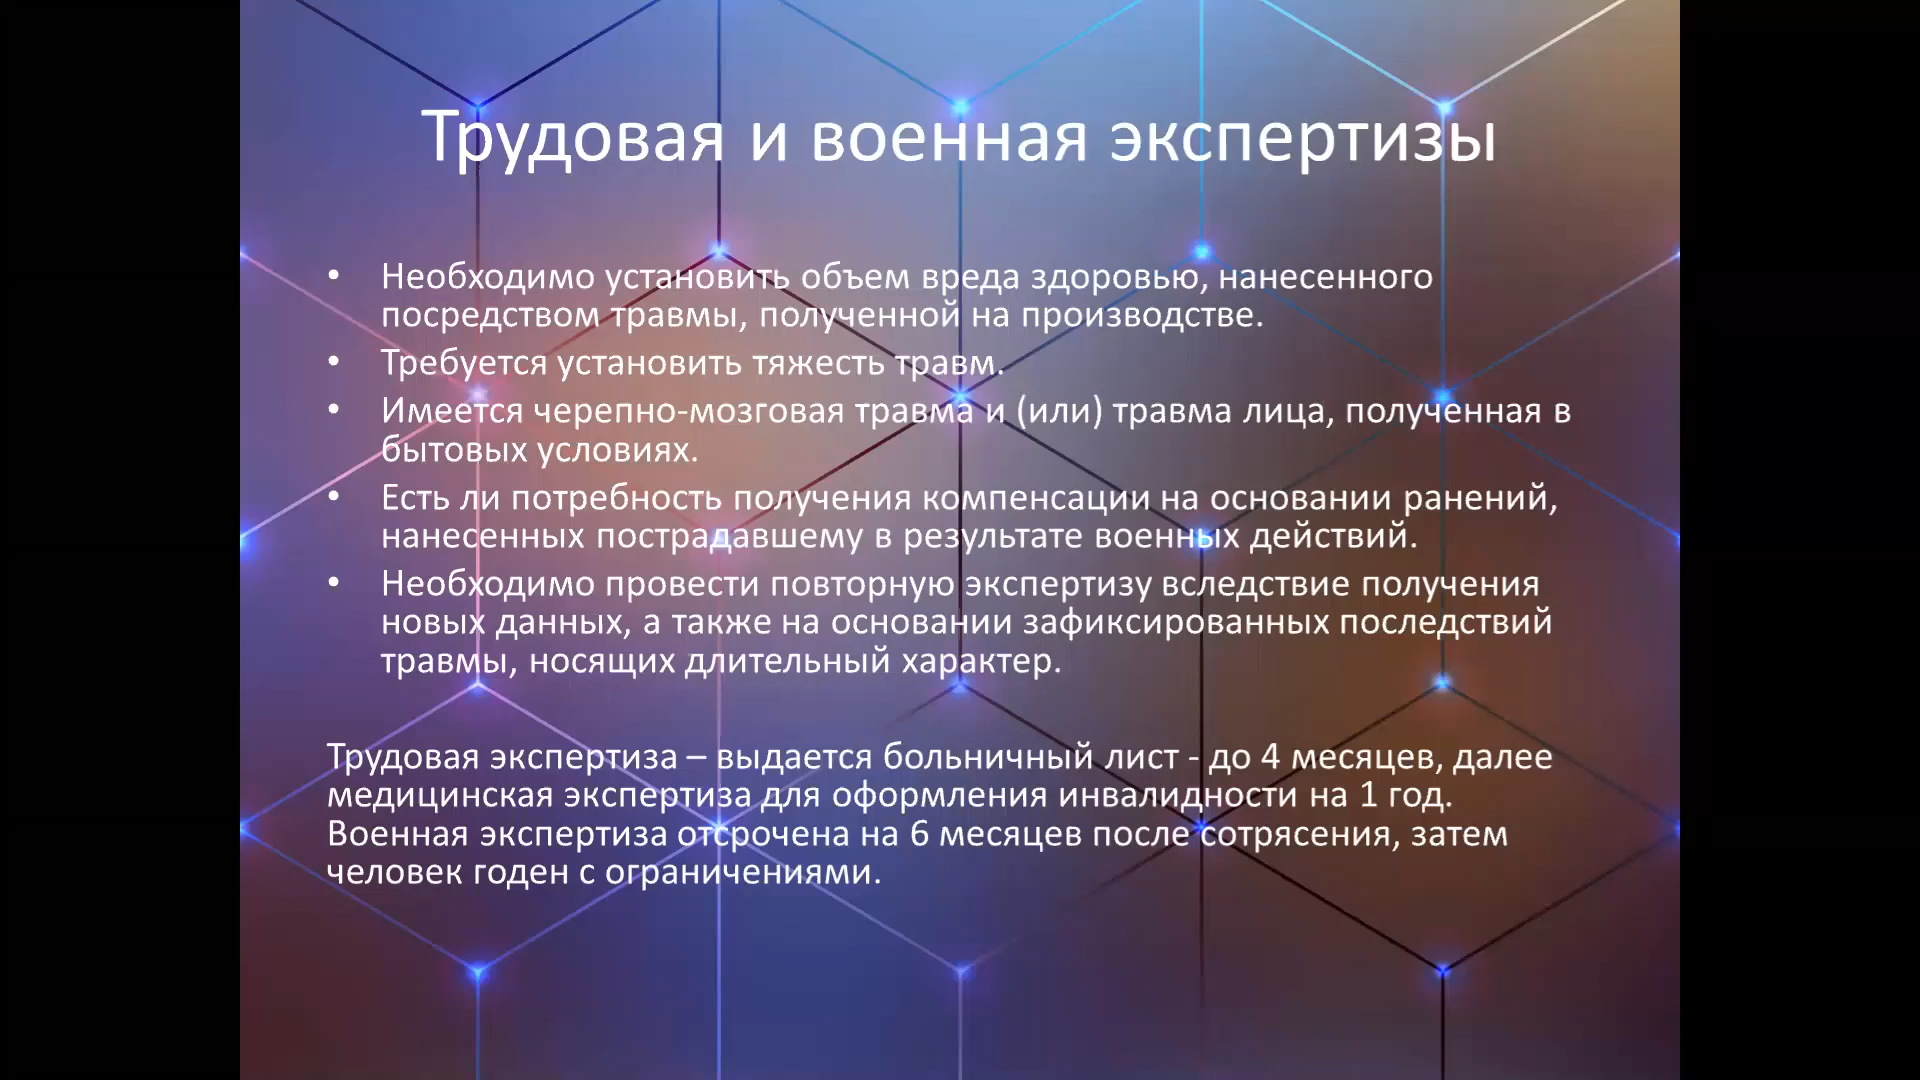 Трудовая и военная экспертизы
• Необходимо установить объем вреда здоровью, нанесенного
посредством травмы, полученной на производстве.
• Требуется установить тяжесть травм.
• Имеется черепно-мозговая травма и (или) травма лица, полученная в
бытовых условиях.
• Есть ли потребность получения компенсации на основании ранений,
нанесенных пострадавшему в результате военных действий.
• Необходимо провести повторную экспертизу вследствие получения
новых данных, а также на основании зафиксированных последствий
травмы, носящих длительный характер.
Трудовая экспертиза – выдается больничный лист - до 4 месяцев, далее
медицинская экспертиза для оформления инвалидности на 1 год.
Военная экспертиза отсрочена на 6 месяцев после сотрясения, затем
человек годен с ограничениями.